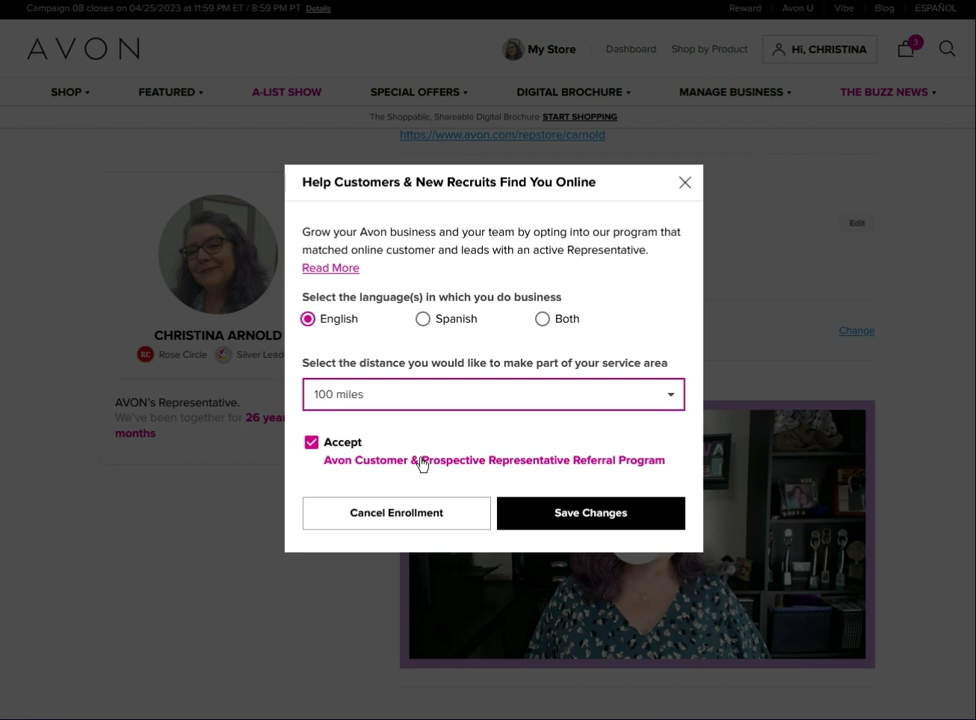 Campaign 08 closes on 04/25/2023 at 11:59 PM ET / 8:59 PM PT Details
Reward Avon U Vibe Blog ESPAÑOL
AVON
My Store Dashboard Shop by Product Hi, CHRISTINA 3
SHOP FEATURED A-LIST SHOW SPECIAL OFFERS DIGITAL BROCHURE MANAGE BUSINESS THE BUZZ NEWS
The Shoppable, Shareable Digital Brochure START SHOPPING
https://www.avon.com/repstore/carnold
Help Customers & New Recruits Find You Online
Grow your Avon business and your team by opting into our program that
matched online customer and leads with an active Representative.
Read More
Select the language(s) in which you do business
English Spanish Both
Select the distance you would like to make part of your service area
100 miles
Accept
Avon Customer & Prospective Representative Referral Program
Cancel Enrollment Save Changes
CHRISTINA ARNOLD
RC Rose Circle Silver
AVON's Representative.
We've been together for 26
months
Edit
Change